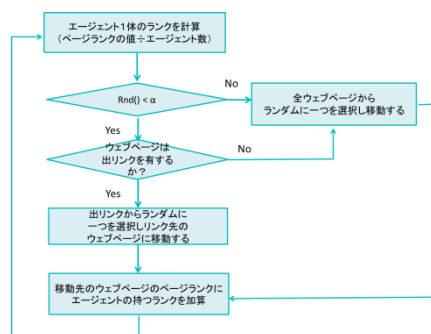 エージェント1体のランクを計算
(ページランクの値÷エージェント数)
Rnd() < α
No
全ウェブページから
ランダムに一つを選択し移動する
Yes
ウェブページは
出リンクを有する
か?
No
Yes
出リンクからランダムに
一つを選択しリンク先の
ウェブページに移動する
移動先のウェブページのページランクに
エージェントの持つランクを加算